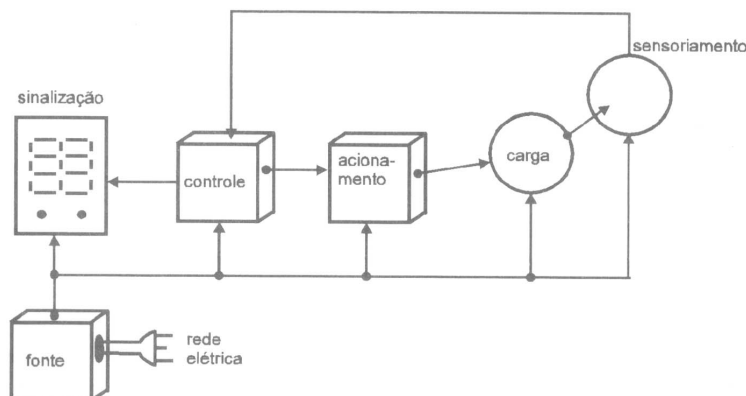 sensoriamento
sinalização
controle
aciona-
mento
carga
fonte
rede
elétrica